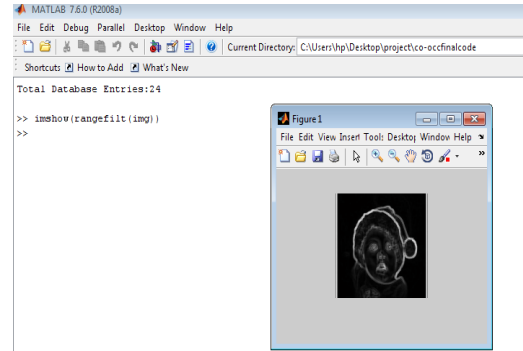 MATLAB 7.6.0 (R2008a)
File Edit Debug Parallel Desktop Window Help
Current Directory: C:\Users\hp\Desktop\project\co-occfinalcode
Shortcuts How to Add What's New
Total Database Entries:24
>> imshow(rangefilt(img))
>>
Figure 1
File Edit View Insert Tools Desktop Window Help